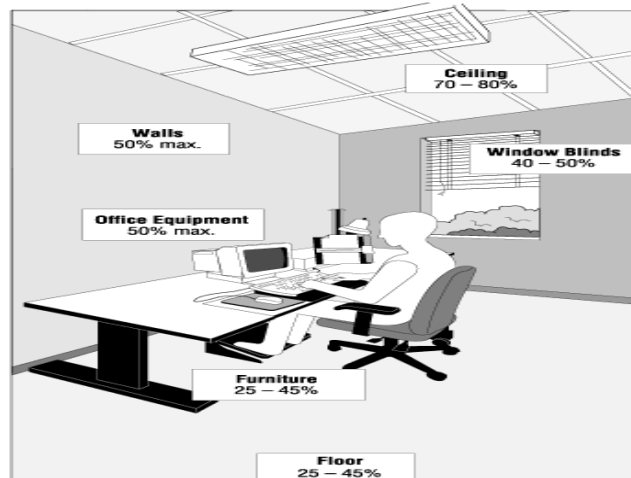 Ceiling
70 – 80%
Walls
50% max.
Window Blinds
40 – 50%
Office Equipment
50% max.
Furniture
25 – 45%
Floor
25 – 45%